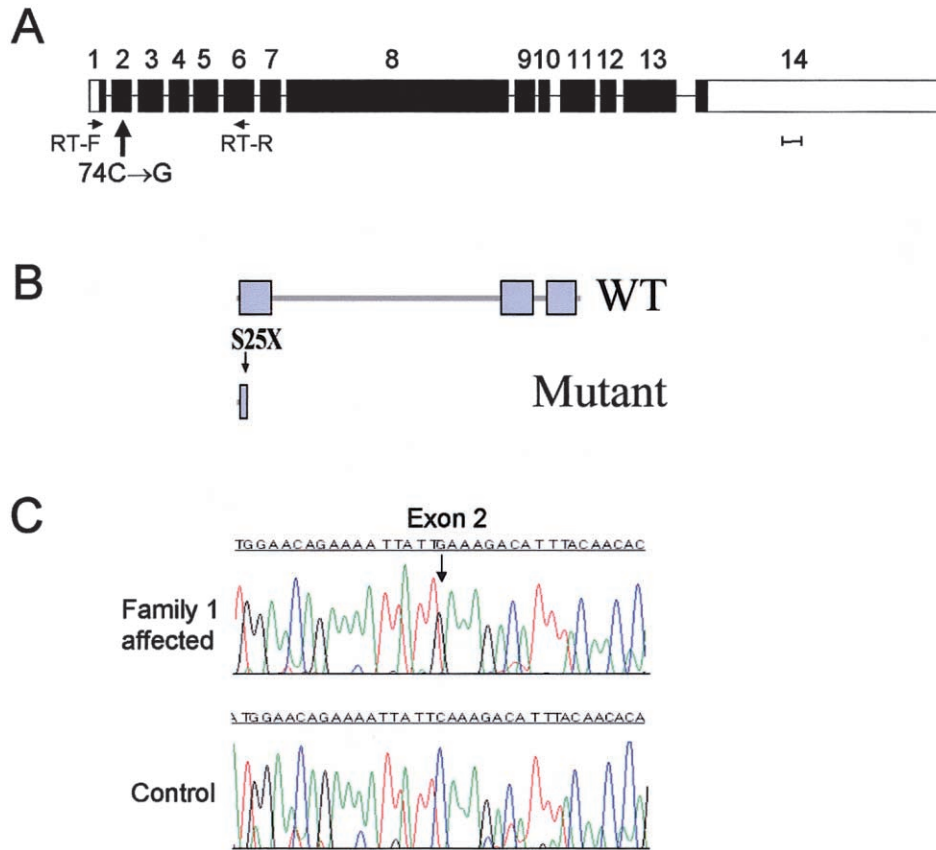 A
1 2 3 4 5 6 7 8 9 10 11 12 13 14
RT-F RT-R
74C→G
B
WT
S25X
Mutant
C
Exon 2
TGGAACAGAAAATTATTGAAAGACATTTACAACAC
Family 1
affected
ATGGAACAGAAAATTATTCAAAGACATTTACAACACA
Control